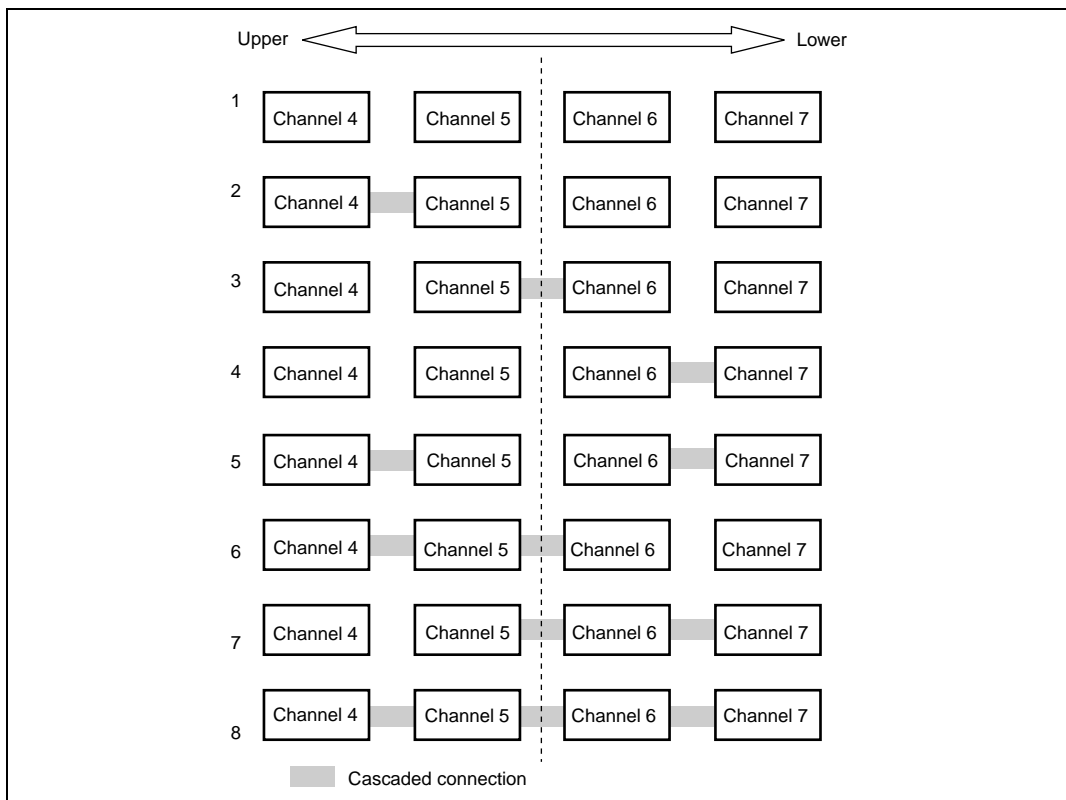 Upper Lower
1 Channel 4 Channel 5 Channel 6 Channel 7
2 Channel 4 Channel 5 Channel 6 Channel 7
3 Channel 4 Channel 5 Channel 6 Channel 7
4 Channel 4 Channel 5 Channel 6 Channel 7
5 Channel 4 Channel 5 Channel 6 Channel 7
6 Channel 4 Channel 5 Channel 6 Channel 7
7 Channel 4 Channel 5 Channel 6 Channel 7
8 Channel 4 Channel 5 Channel 6 Channel 7
Cascaded connection